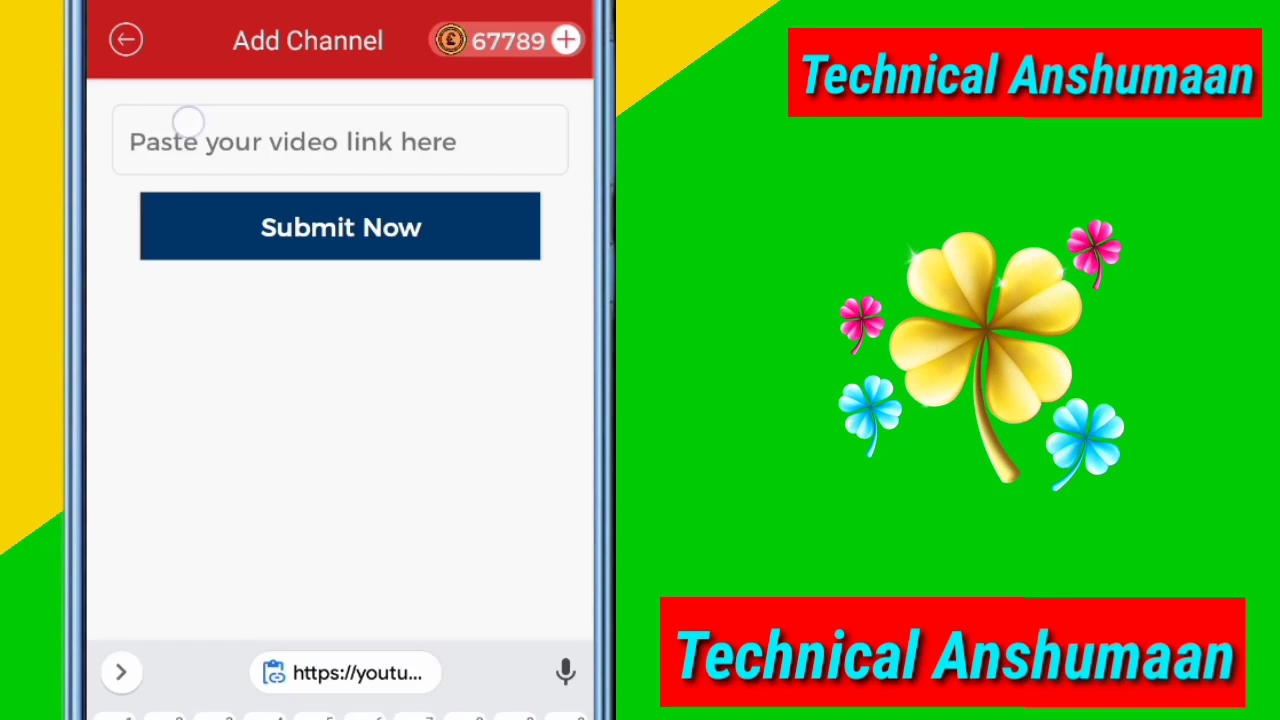 Add Channel
67789
Paste your video link here
Submit Now
https://youtu...
Technical Anshumaan
Technical Anshumaan